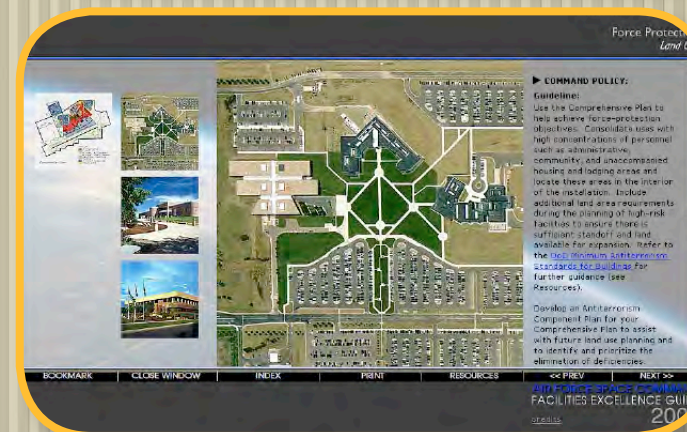 Force Protecti
Land U
▶ COMMAND POLICY:
Guideline:
Use the Comprehensive Plan to
help achieve force-protection
objectives. Consolidate uses with
high concentrations of personnel
such as administrative,
community, and unaccompanied
housing and lodging areas and
locate these areas in the interior
of the installation. Include
additional land area requirements
during the planning of high-risk
facilities to ensure there is
sufficient standoff and land
available for expansion. Refer to
the DoD Minimum Antiterrorism
Standards for Buildings for
further guidance (see
Resources).
Develop an Antiterrorism
Component Plan for your
Comprehensive Plan to assist
with future land use planning and
to identify and prioritize the
elimination of deficiencies.
BOOKMARK CLOSE WINDOW INDEX PRINT RESOURCES << PREV NEXT >>
AIR FORCE SPACE COMMAN
FACILITIES EXCELLENCE GUI
credits 200